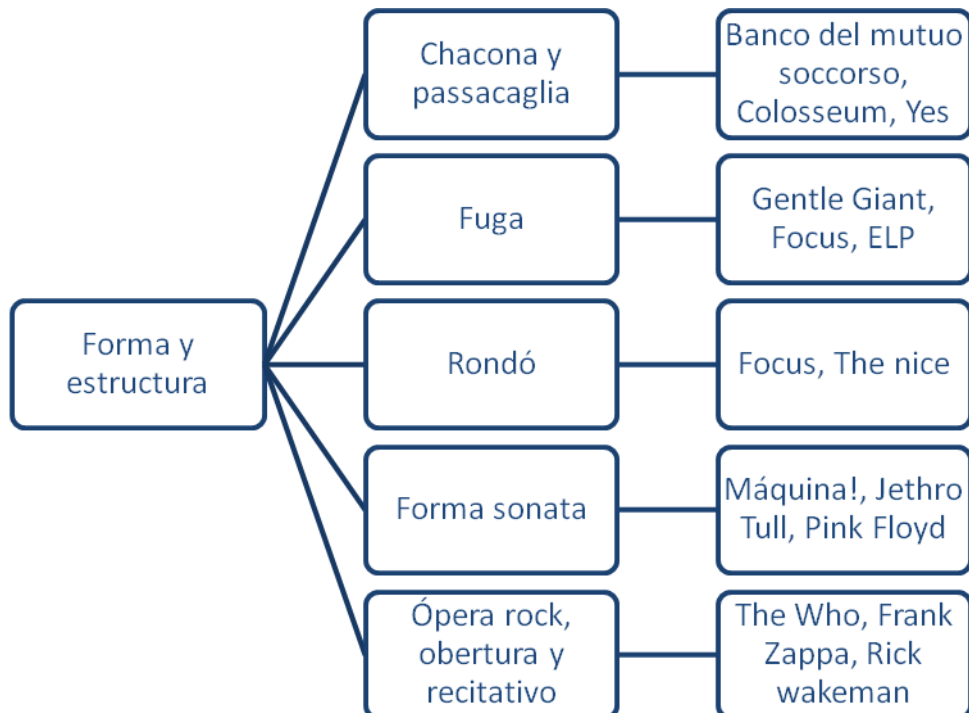 Forma y
estructura
Chacona y
passacaglia
Banco del mutuo
soccorso,
Colosseum, Yes
Fuga
Gentle Giant,
Focus, ELP
Rondó
Focus, The nice
Forma sonata
Máquina!, Jethro
Tull, Pink Floyd
Ópera rock,
obertura y
recitativo
The Who, Frank
Zappa, Rick
wakeman